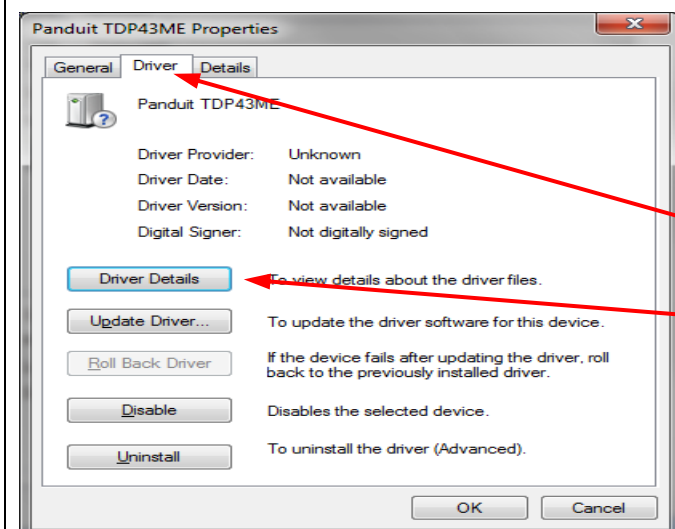 Panduit TDP43ME Properties
General Driver Details
Panduit TDP43ME
Driver Provider: Unknown
Driver Date: Not available
Driver Version: Not available
Digital Signer: Not digitally signed
Driver Details To view details about the driver files.
Update Driver... To update the driver software for this device.
Roll Back Driver If the device fails after updating the driver, roll
back to the previously installed driver.
Disable Disables the selected device.
Uninstall To uninstall the driver (Advanced).
OK Cancel